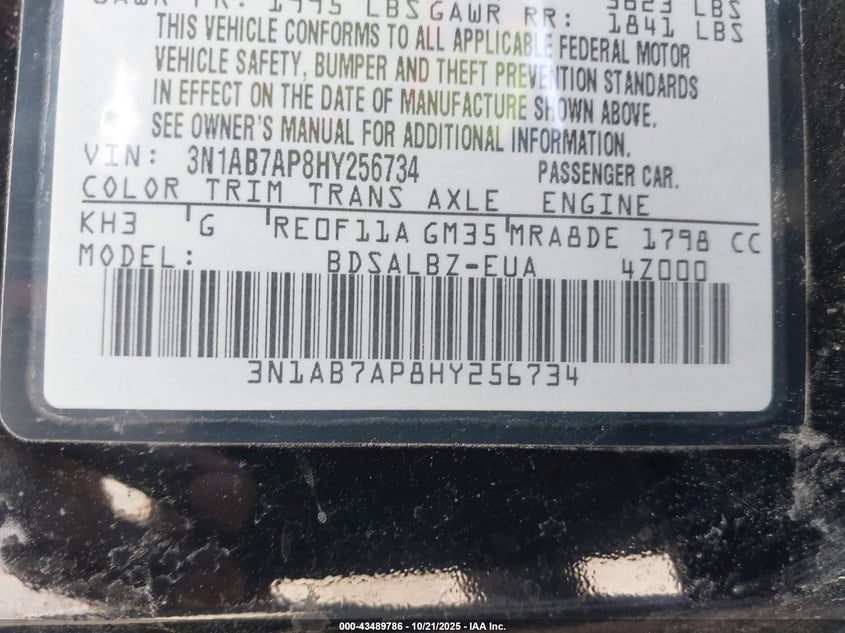 GAWR FR: 1995 LBS GAWR RR: 1841 LBS
THIS VEHICLE CONFORMS TO ALL APPLICABLE FEDERAL MOTOR
VEHICLE SAFETY, BUMPER AND THEFT PREVENTION STANDARDS
IN EFFECT ON THE DATE OF MANUFACTURE SHOWN ABOVE.
SEE OWNER'S MANUAL FOR ADDITIONAL INFORMATION.
VIN: 3N1AB7AP8HY256734 PASSENGER CAR.
COLOR TRIM TRANS AXLE ENGINE
KH3 G RE0F11A GM35 MRA8DE 1798 CC
MODEL: BDSALBZ-EUA 4Z000
3N1AB7AP8HY256734
000-43489786 - 10/21/2025 - IAA Inc.